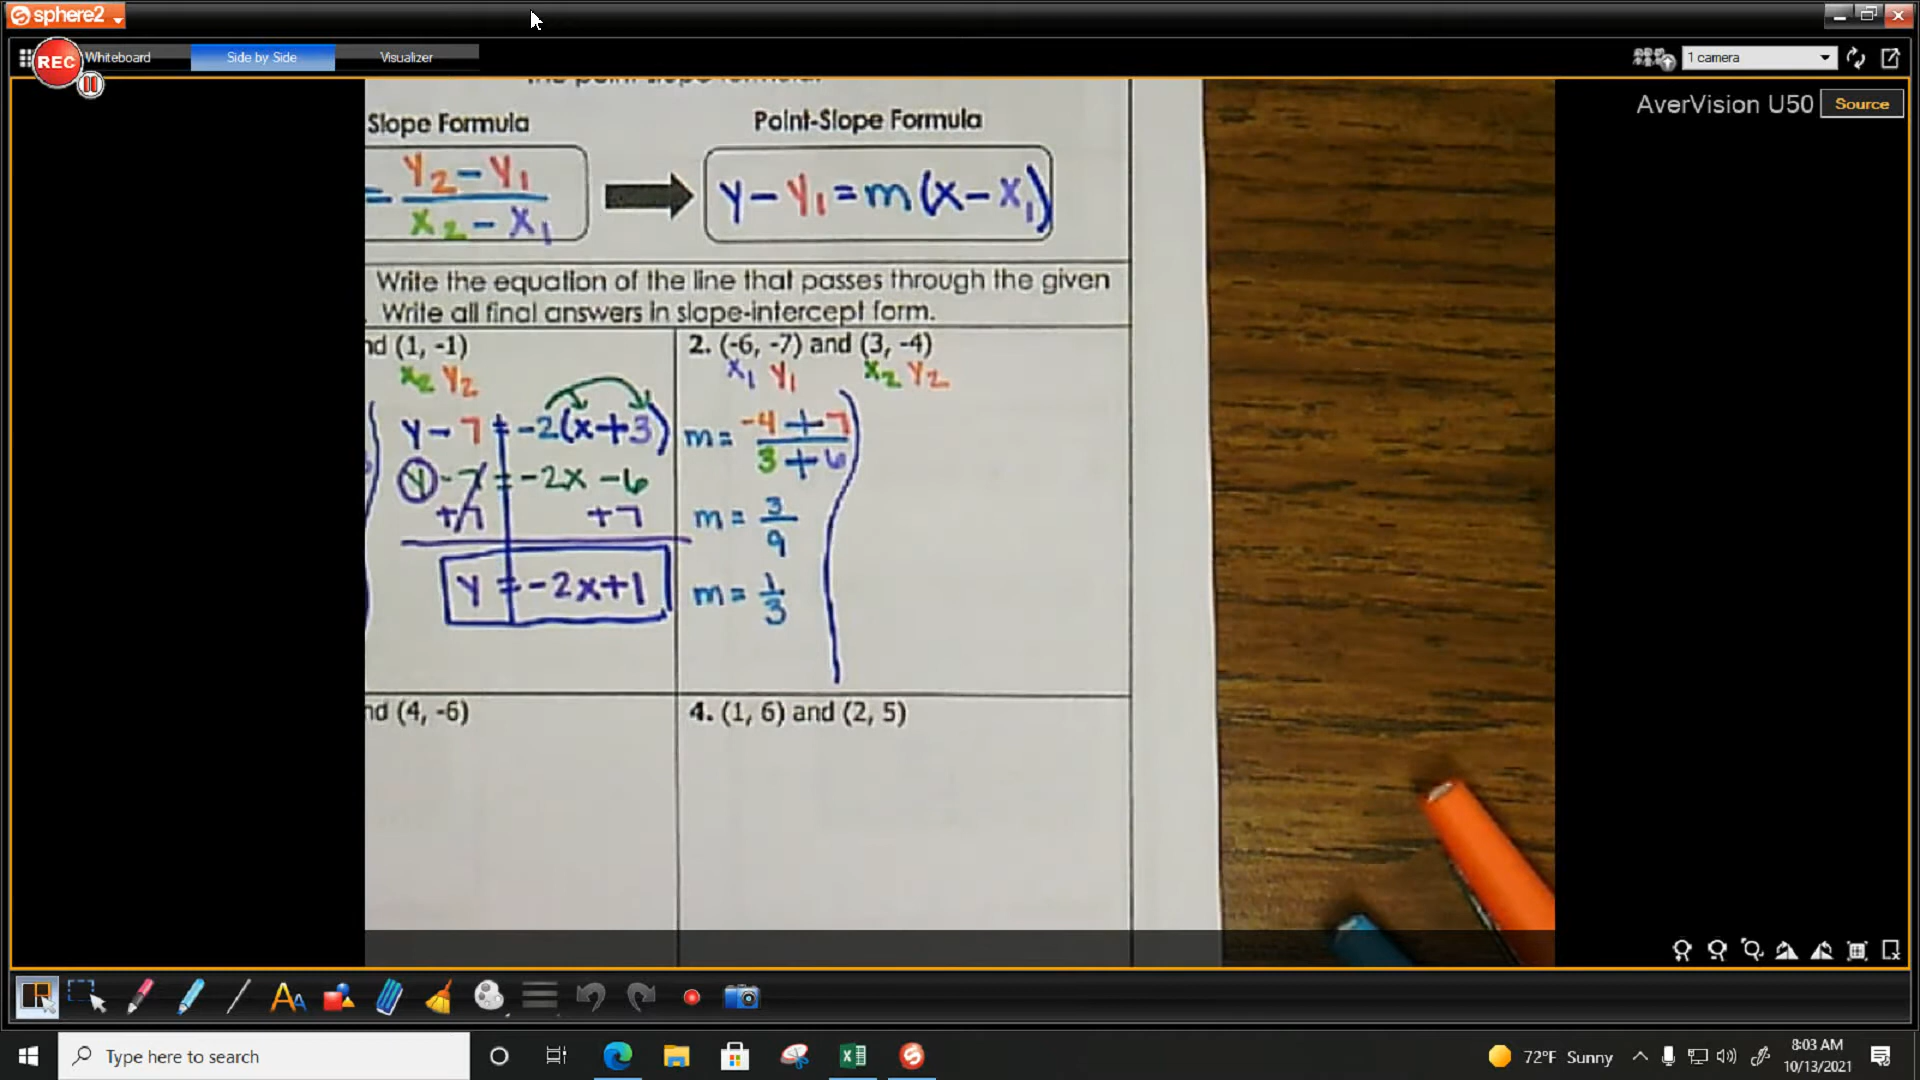 sphere2
REC
Whiteboard
Side by Side
Visualizer
1 camera
AverVision U50
Source
Slope Formula
Point-Slope Formula
= y₂ - y₁ / x₂ - x₁
y - y₁ = m(x - x₁)
Write the equation of the line that passes through the given
Write all final answers in slope-intercept form.
nd (1, -1)
x₂ y₂
y - 7 = -2(x + 3)
y - 7 = -2x - 6
+7 +7
y = -2x + 1
2. (-6, -7) and (3, -4)
x₁ y₁ x₂ y₂
m = -4 + 7 / 3 + 6
m = 3/9
m = 1/3
nd (4, -6)
4. (1, 6) and (2, 5)
Type here to search
72°F Sunny
8:03 AM
10/13/2021